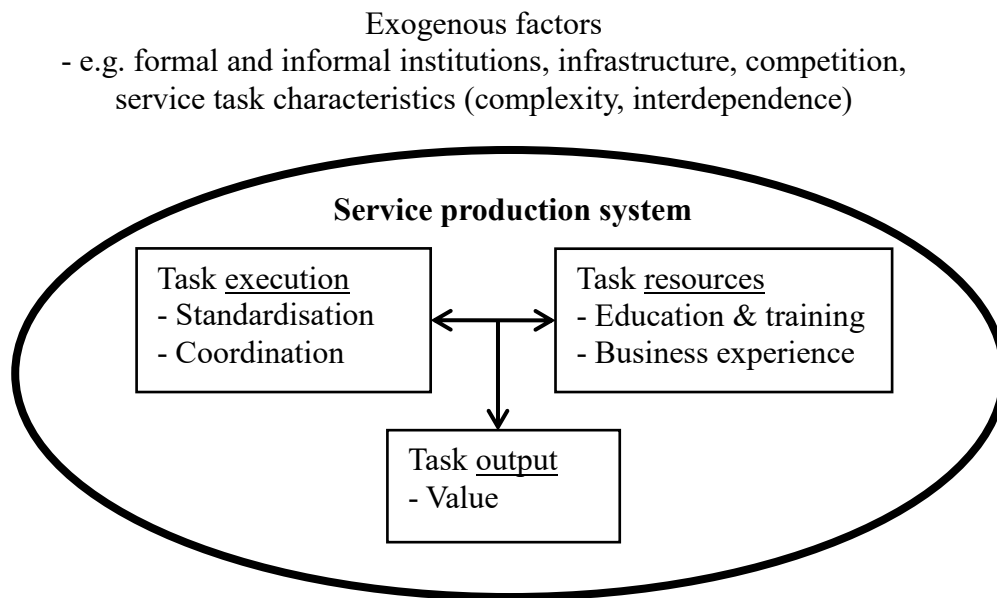 Exogenous factors
- e.g. formal and informal institutions, infrastructure, competition,
service task characteristics (complexity, interdependence)
Service production system
Task execution
- Standardisation
- Coordination
Task resources
- Education & training
- Business experience
Task output
- Value